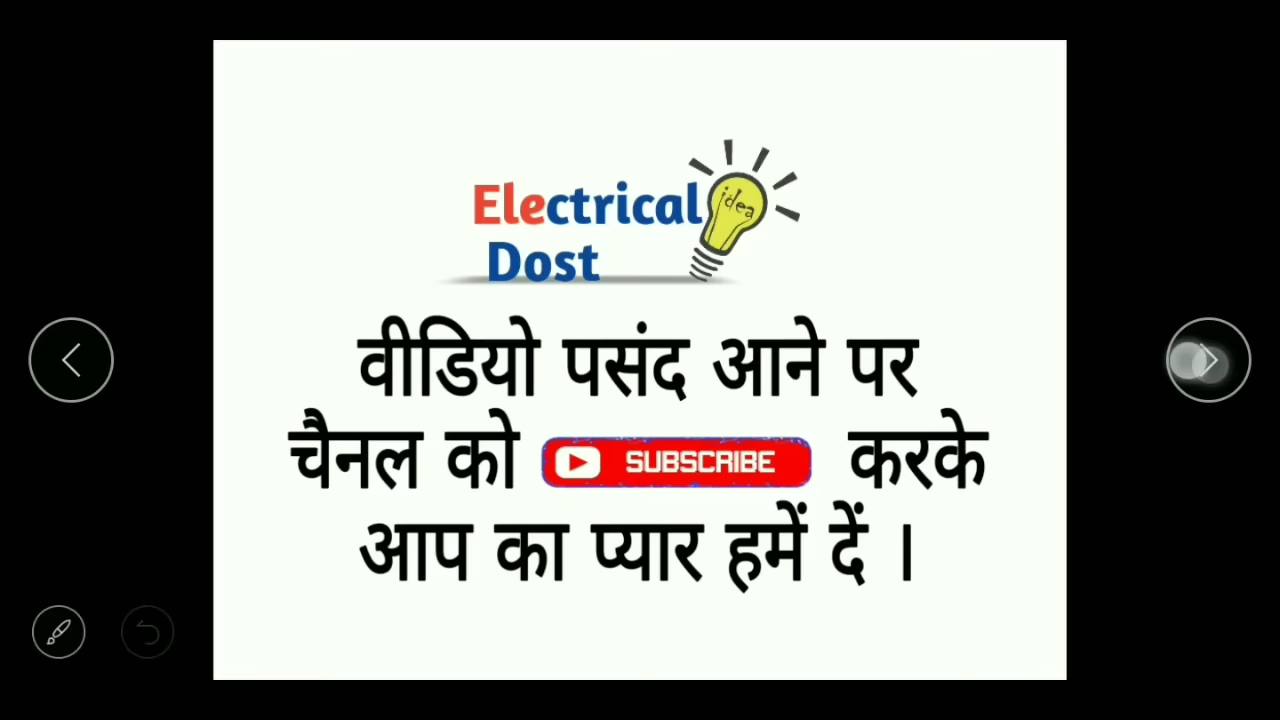 Electrical
idea
Dost
वीडियो पसंद आने पर
चैनल को SUBSCRIBE करके
आप का प्यार हमें दें ।